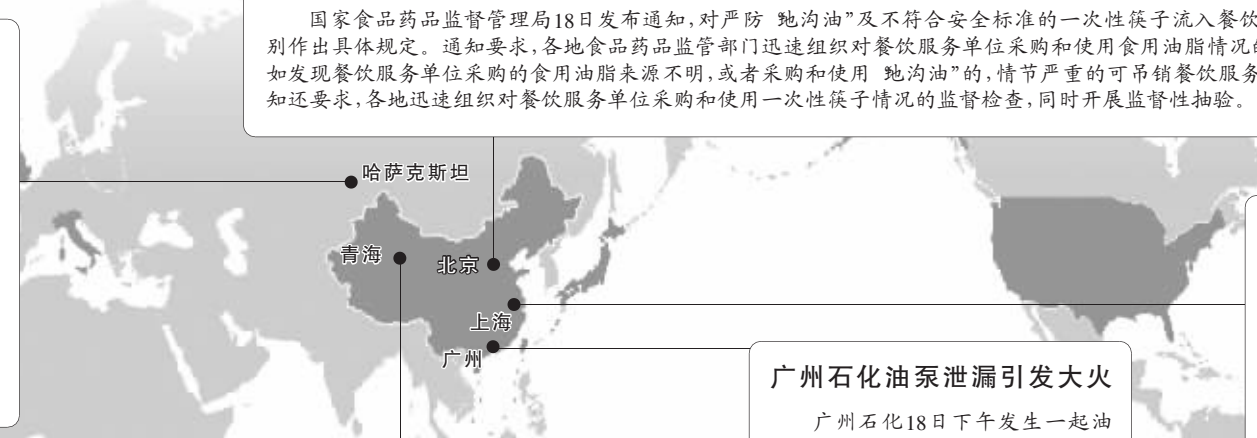 国家食品药品监督管理局18日发布通知,对严防 地沟油”及不符合安全标准的一次性筷子流入餐饮
别作出具体规定。通知要求,各地食品药品监管部门迅速组织对餐饮服务单位采购和使用食用油脂情况的
如发现餐饮服务单位采购的食用油脂来源不明,或者采购和使用 地沟油”的,情节严重的可吊销餐饮服务
知还要求,各地迅速组织对餐饮服务单位采购和使用一次性筷子情况的监督检查,同时开展监督性抽验。
哈萨克斯坦
青海
北京
上海
广州
广州石化油泵泄漏引发大火
广州石化18日下午发生一起油